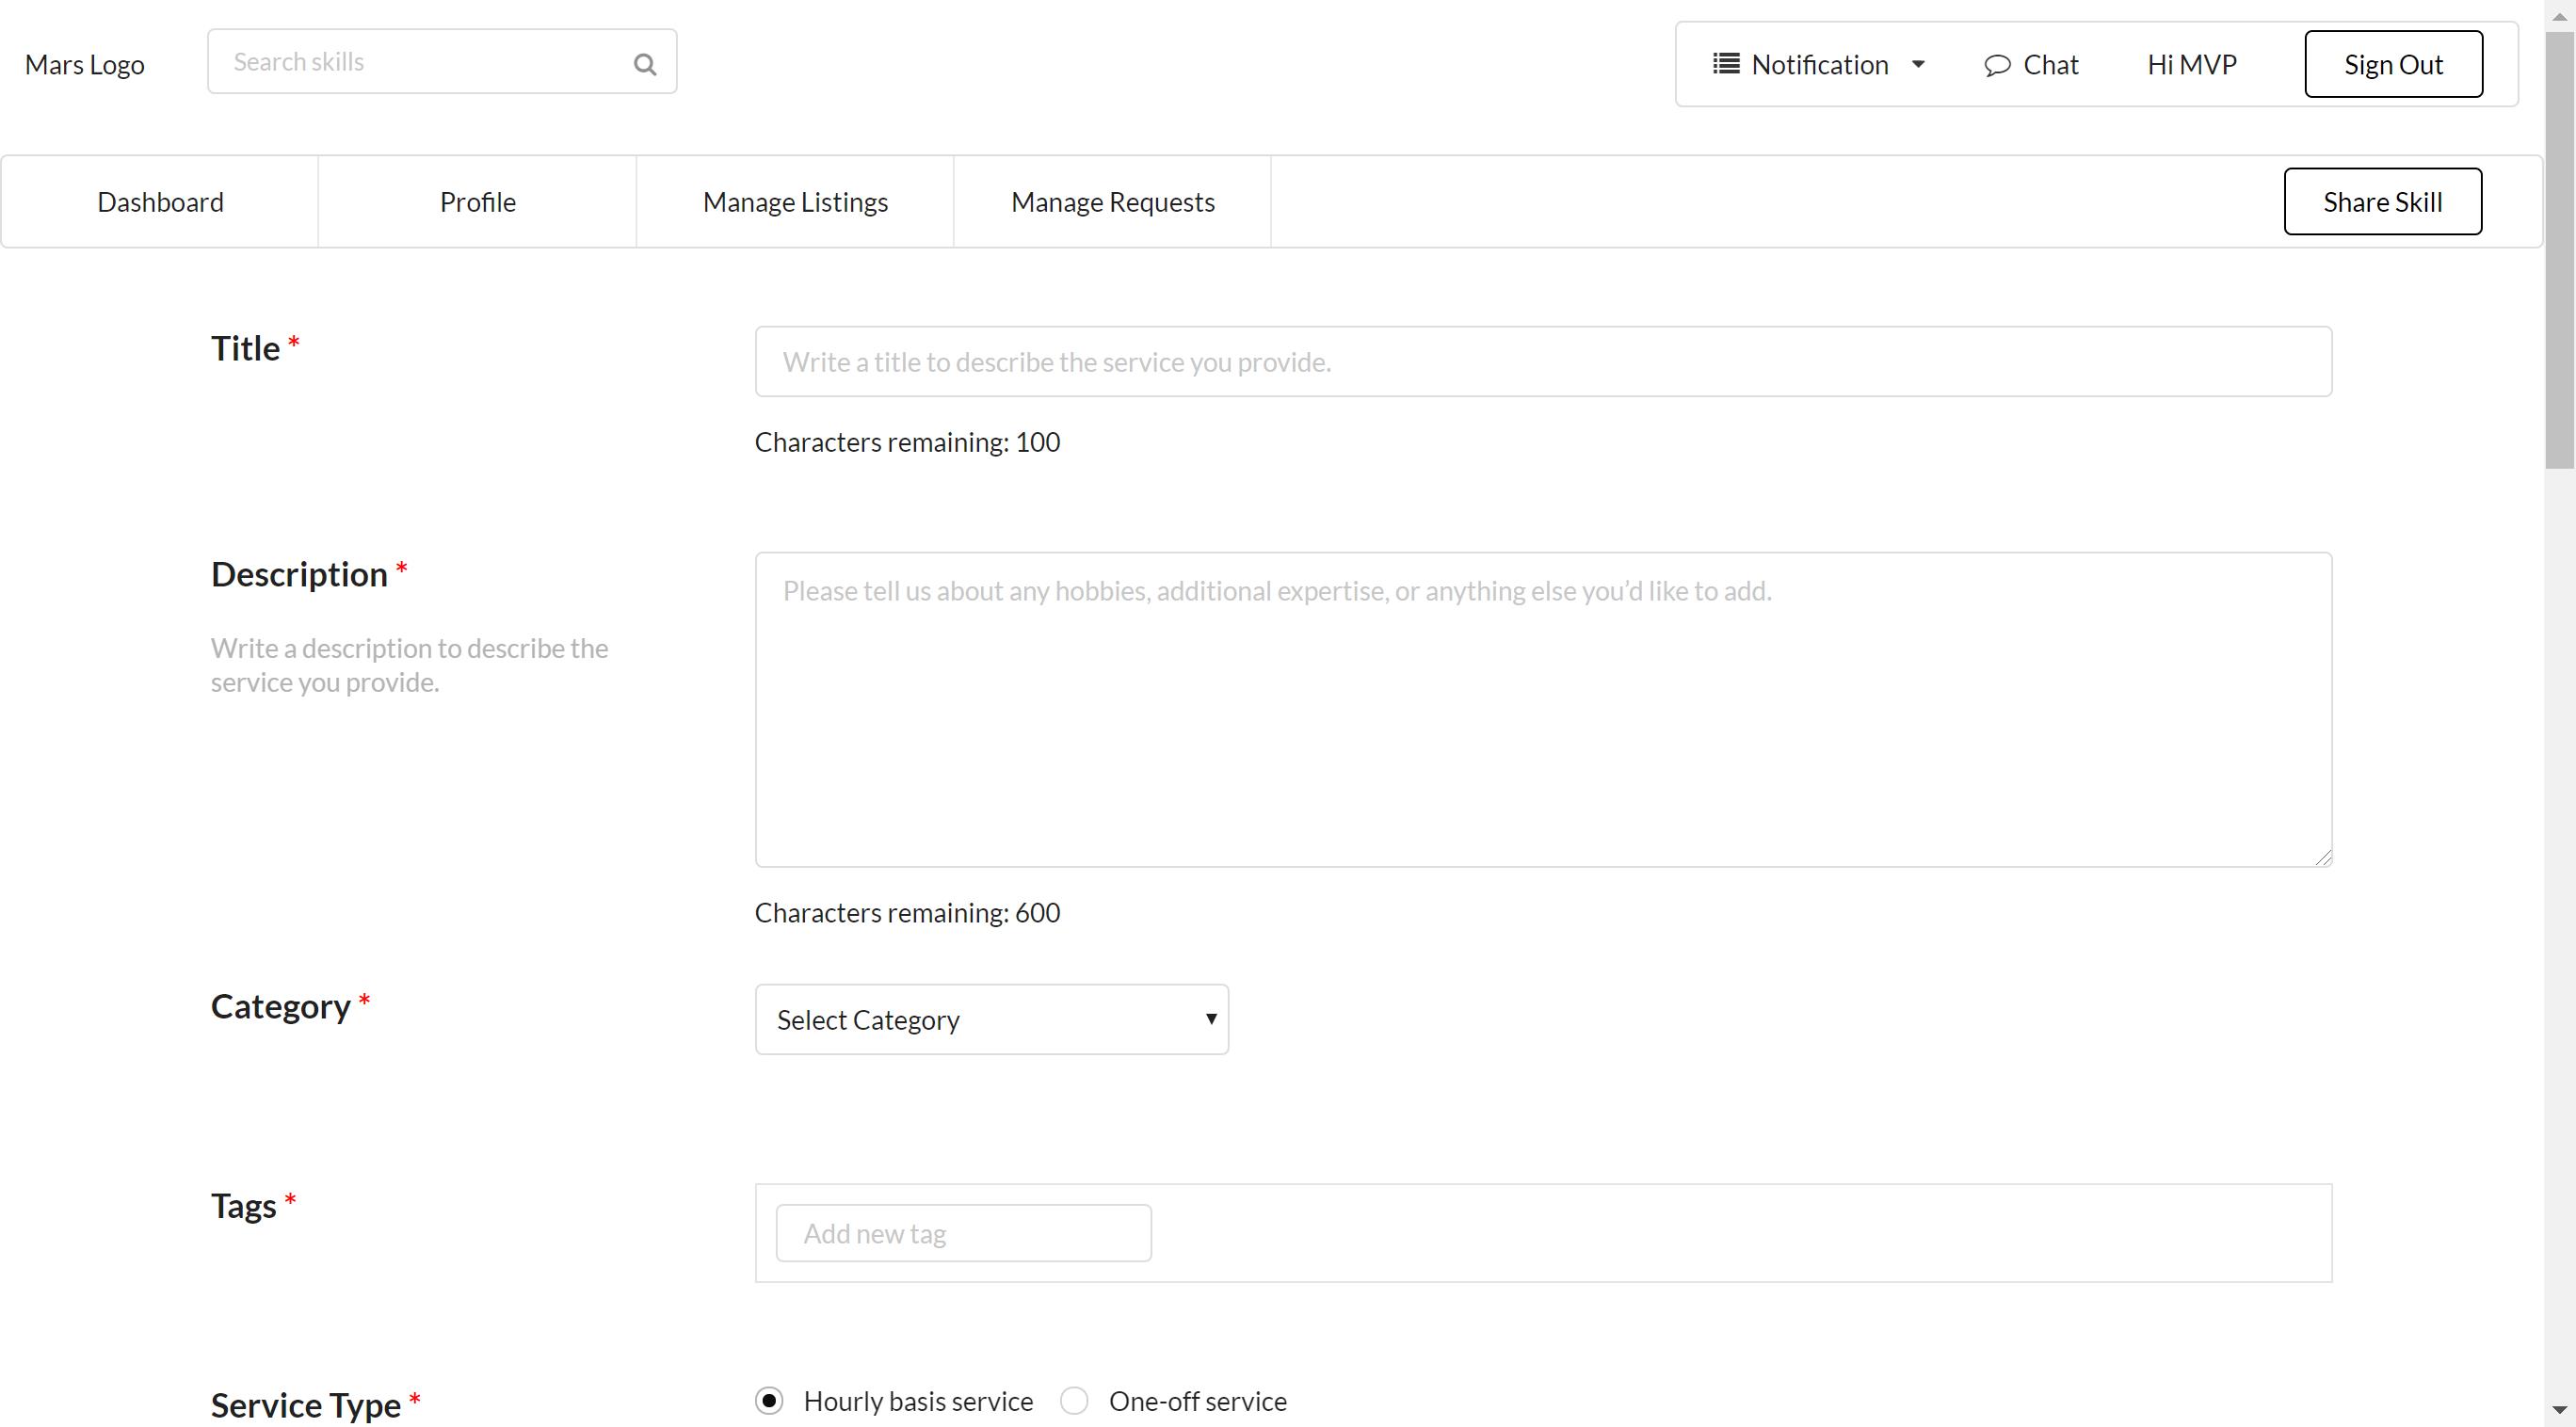 Mars Logo
Search skills
Notification
Chat
Hi MVP
Sign Out
Dashboard
Profile
Manage Listings
Manage Requests
Share Skill
Title *
Write a title to describe the service you provide.
Characters remaining: 100
Description *
Write a description to describe the
service you provide.
Please tell us about any hobbies, additional expertise, or anything else you'd like to add.
Characters remaining: 600
Category *
Select Category
Tags *
Add new tag
Service Type *
Hourly basis service
One-off service